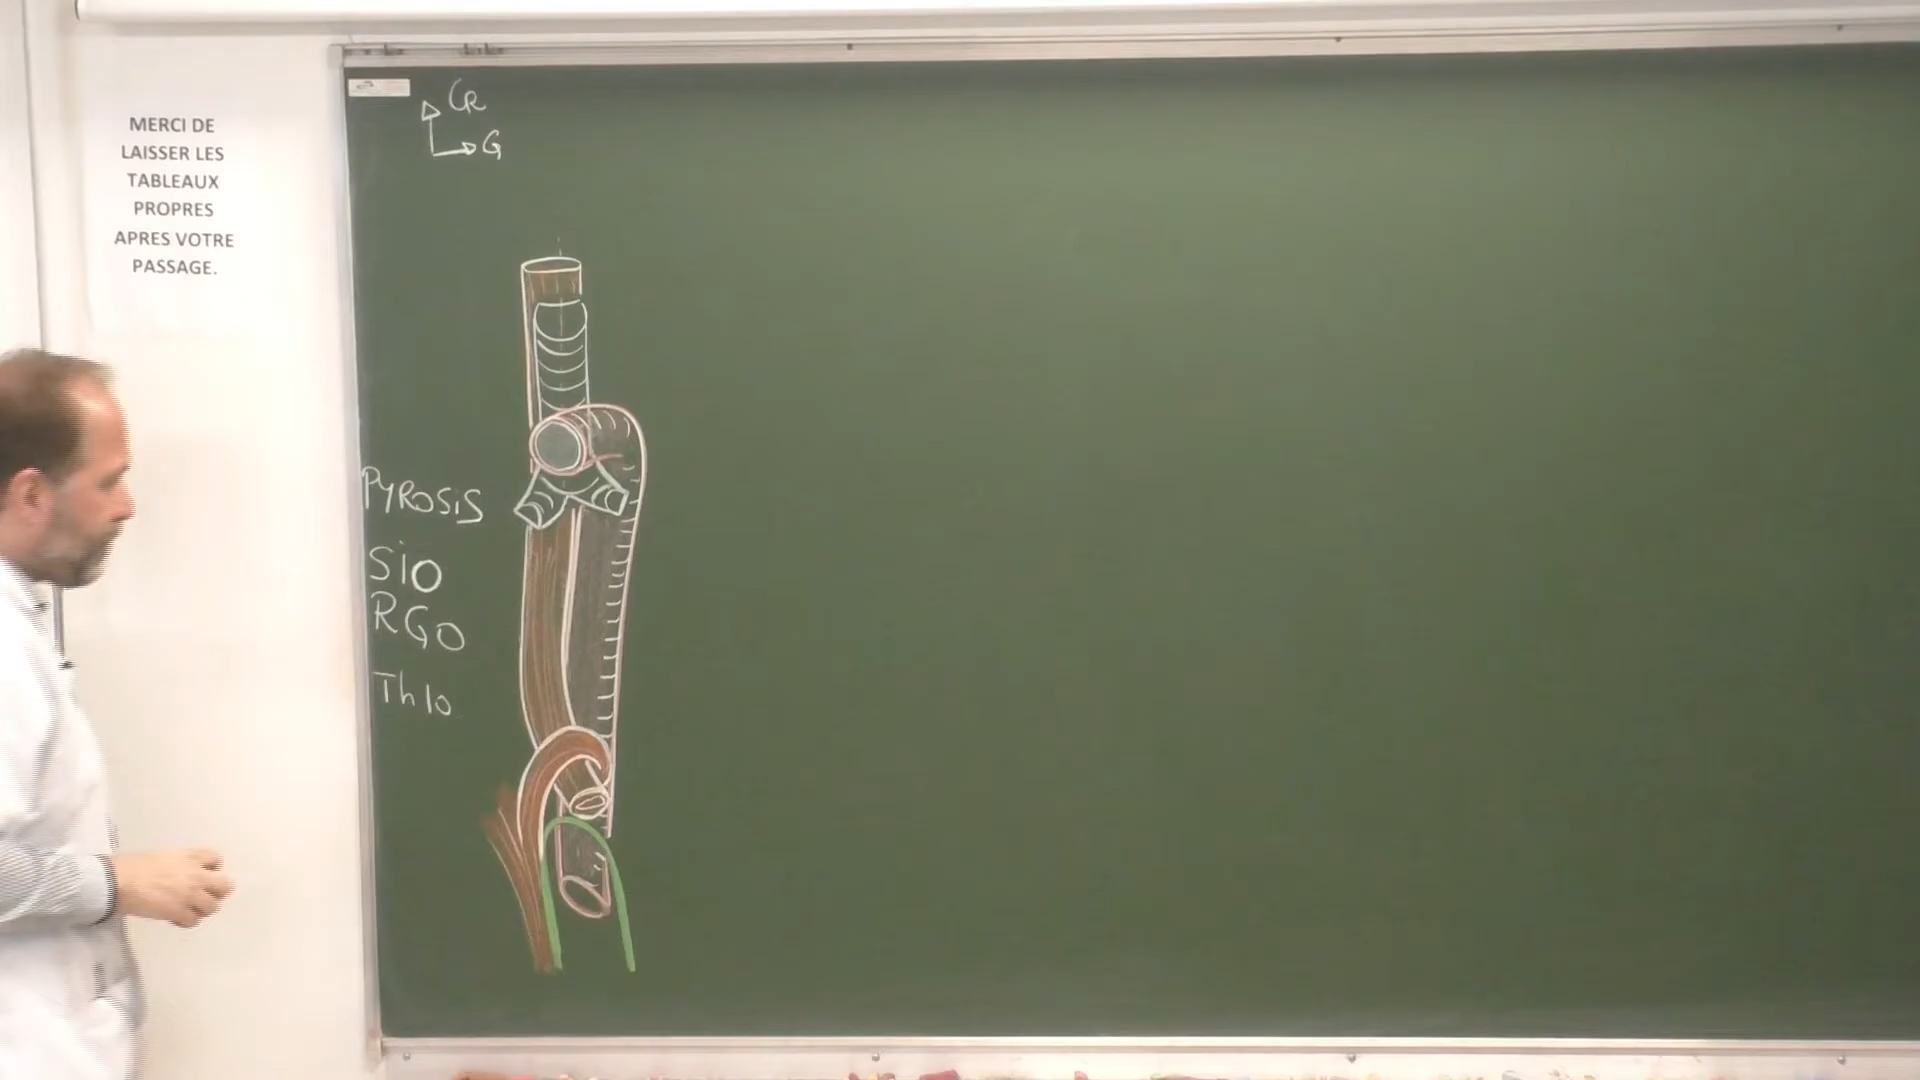 MERCI DE
LAISSER LES
TABLEAUX
PROPRES
APRES VOTRE
PASSAGE.
CR
G
PYROSIS
SiO
RGO
Th10